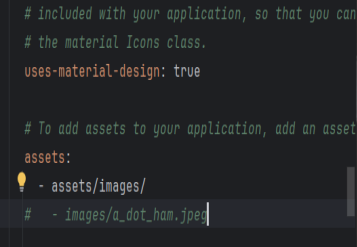 # included with your application, so that you can
# the material Icons class.
uses-material-design: true
# To add assets to your application, add an asset
assets:
- assets/images/
#   - images/a_dot_ham.jpeg